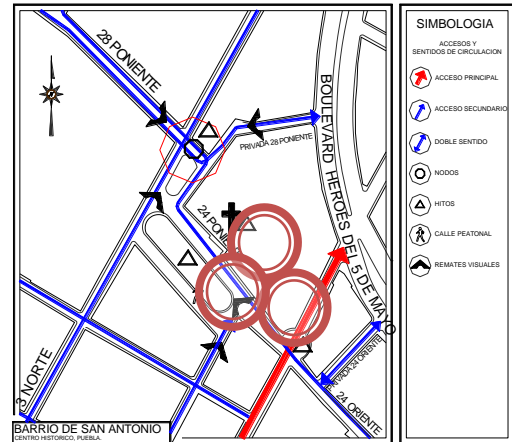 28 PONIENTE
PRIVADA 28 PONIENTE
BOULEVARD HEROES DEL 5 DE MAYO
24 PONIE
3 NORTE
PRIVADA 24 ORIENTE
24 ORIENTE
BARRIO DE SAN ANTONIO
CENTRO HISTORICO, PUEBLA.
SIMBOLOGIA
ACCESOS Y
SENTIDOS DE CIRCULACION
ACCESO PRINCIPAL
ACCESO SECUNDARIO
DOBLE SENTIDO
NODOS
HITOS
CALLE PEATONAL
REMATES VISUALES